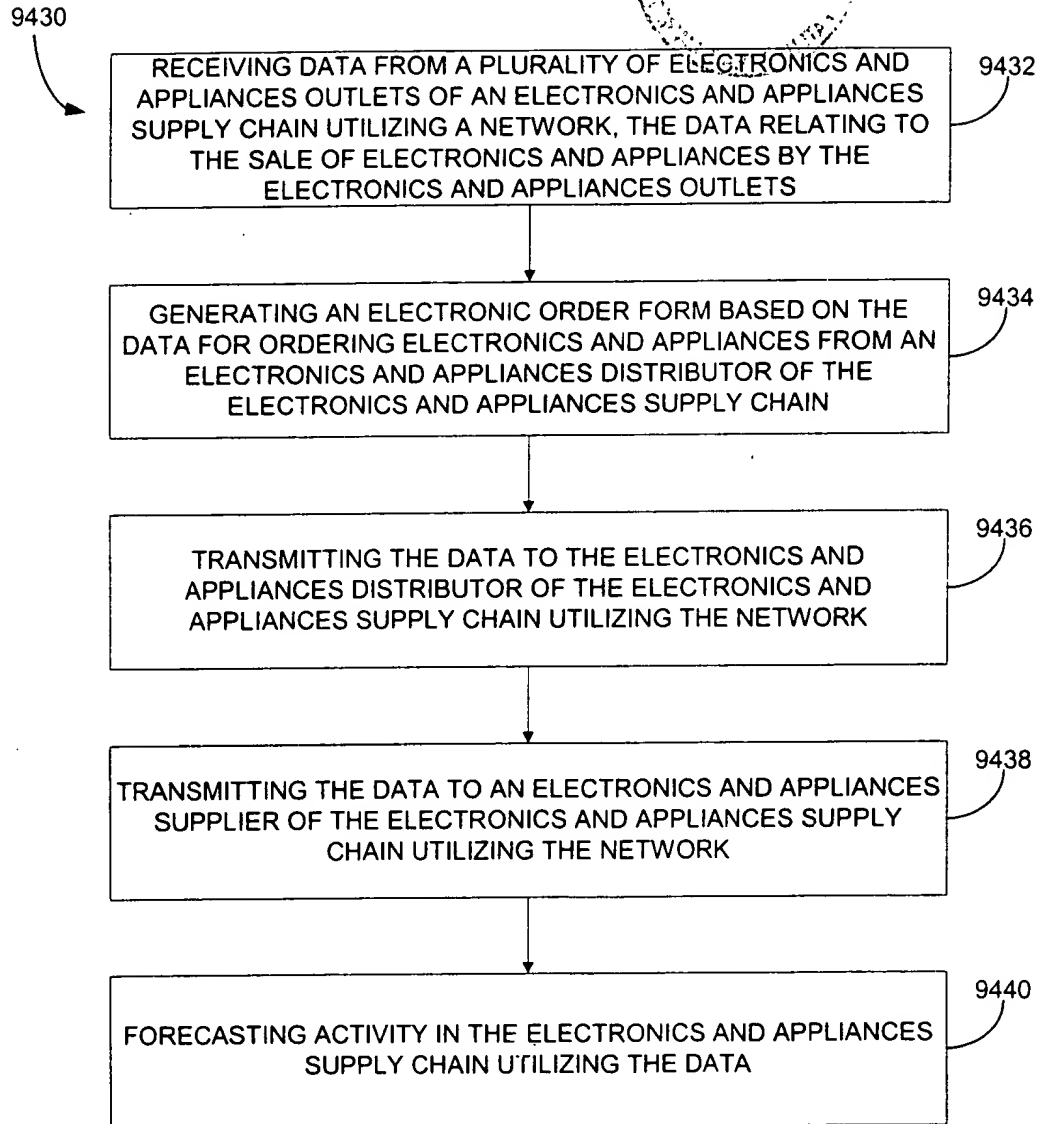 9430
RECEIVING DATA FROM A PLURALITY OF ELECTRONICS AND
APPLIANCES OUTLETS OF AN ELECTRONICS AND APPLIANCES
SUPPLY CHAIN UTILIZING A NETWORK, THE DATA RELATING TO
THE SALE OF ELECTRONICS AND APPLIANCES BY THE
ELECTRONICS AND APPLIANCES OUTLETS
9432
GENERATING AN ELECTRONIC ORDER FORM BASED ON THE
DATA FOR ORDERING ELECTRONICS AND APPLIANCES FROM AN
ELECTRONICS AND APPLIANCES DISTRIBUTOR OF THE
ELECTRONICS AND APPLIANCES SUPPLY CHAIN
9434
TRANSMITTING THE DATA TO THE ELECTRONICS AND
APPLIANCES DISTRIBUTOR OF THE ELECTRONICS AND
APPLIANCES SUPPLY CHAIN UTILIZING THE NETWORK
9436
TRANSMITTING THE DATA TO AN ELECTRONICS AND APPLIANCES
SUPPLIER OF THE ELECTRONICS AND APPLIANCES SUPPLY
CHAIN UTILIZING THE NETWORK
9438
FORECASTING ACTIVITY IN THE ELECTRONICS AND APPLIANCES
SUPPLY CHAIN UTILIZING THE DATA
9440